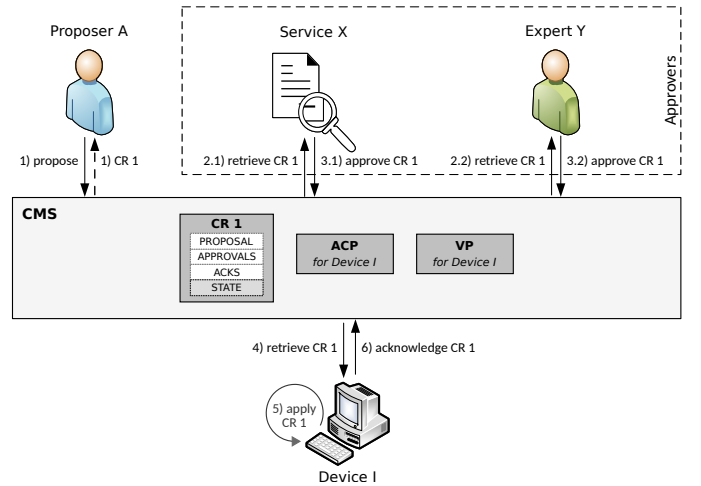 Proposer A
Service X
Expert Y
Approvers
1) propose
1) CR 1
2.1) retrieve CR 1
3.1) approve CR 1
2.2) retrieve CR 1
3.2) approve CR 1
CMS
CR 1
PROPOSAL
APPROVALS
ACKS
STATE
ACP
for Device I
VP
for Device I
4) retrieve CR 1
6) acknowledge CR 1
5) apply
CR 1
Device I